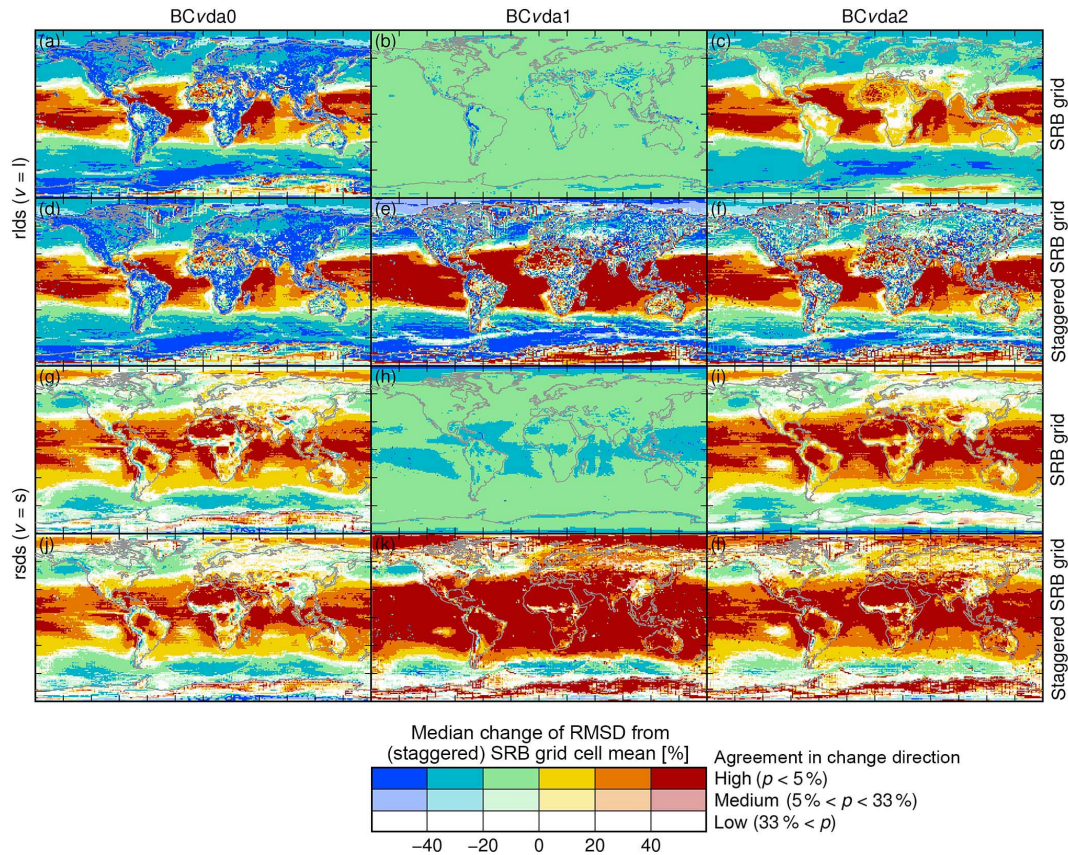 BCvda0 BCvda1 BCvda2
(a) (b) (c)
SRB grid
rlds (v = l)
(d) (e) (f)
Staggered SRB grid
(g) (h) (i)
SRB grid
rsds (v = s)
(j) (k) (l)
Staggered SRB grid
Median change of RMSD from
(staggered) SRB grid cell mean [%]
Agreement in change direction
High (p < 5 %)
Medium (5 % < p < 33 %)
Low (33 % < p)
−40 −20 0 20 40